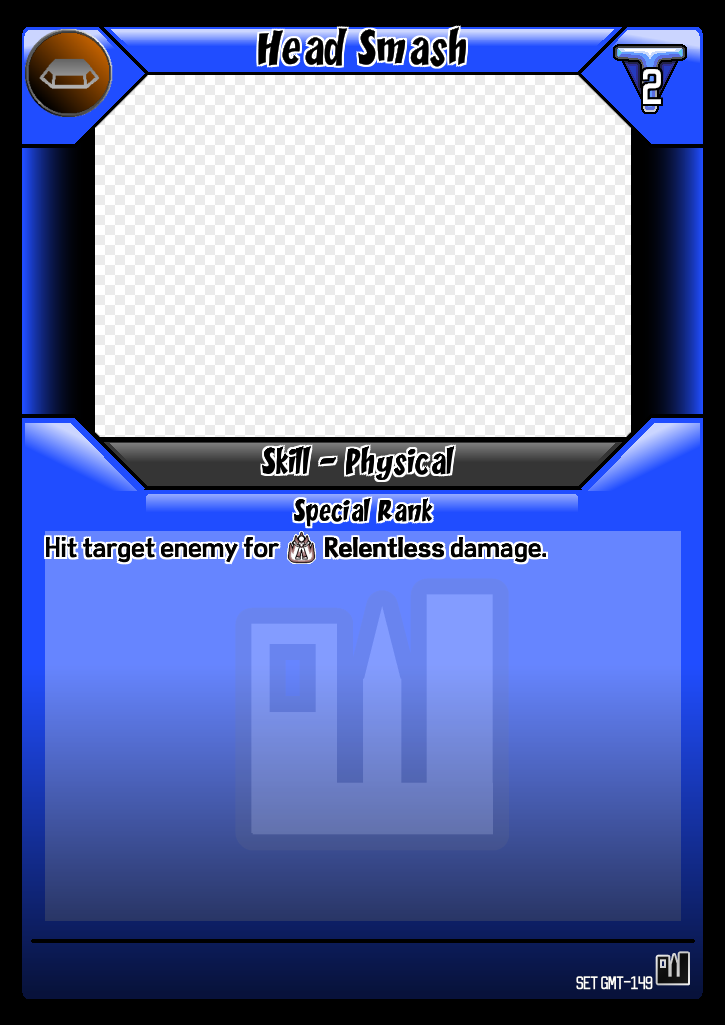 Head Smash
2
Skill - Physical
Special Rank
Hit target enemy for Relentless damage.
SET GMT-149